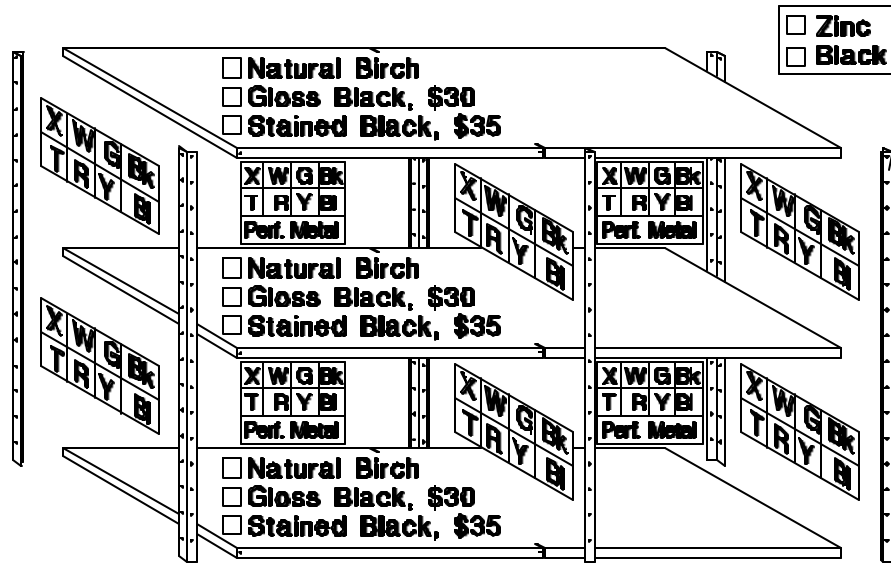 Zinc
Black
Natural Birch
Gloss Black, $30
Stained Black, $35
X W G Bk
T R Y Bl
X W G Bk
T R Y Bl
Perf. Metal
X W G Bk
T R Y Bl
X W G Bk
T R Y Bl
Perf. Metal
X W G Bk
T R Y Bl
Natural Birch
Gloss Black, $30
Stained Black, $35
X W G Bk
T R Y Bl
X W G Bk
T R Y Bl
Perf. Metal
X W G Bk
T R Y Bl
X W G Bk
T R Y Bl
Perf. Metal
X W G Bk
T R Y Bl
Natural Birch
Gloss Black, $30
Stained Black, $35